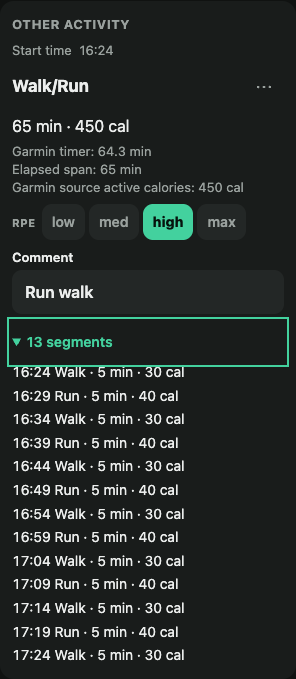 OTHER ACTIVITY
Start time 16:24
Walk/Run ...
65 min · 450 cal
Garmin timer: 64.3 min
Elapsed span: 65 min
Garmin source active calories: 450 cal
RPE low med high max
Comment
Run walk
▼ 13 segments
16:24 Walk · 5 min · 30 cal
16:29 Run · 5 min · 40 cal
16:34 Walk · 5 min · 30 cal
16:39 Run · 5 min · 40 cal
16:44 Walk · 5 min · 30 cal
16:49 Run · 5 min · 40 cal
16:54 Walk · 5 min · 30 cal
16:59 Run · 5 min · 40 cal
17:04 Walk · 5 min · 30 cal
17:09 Run · 5 min · 40 cal
17:14 Walk · 5 min · 30 cal
17:19 Run · 5 min · 40 cal
17:24 Walk · 5 min · 30 cal